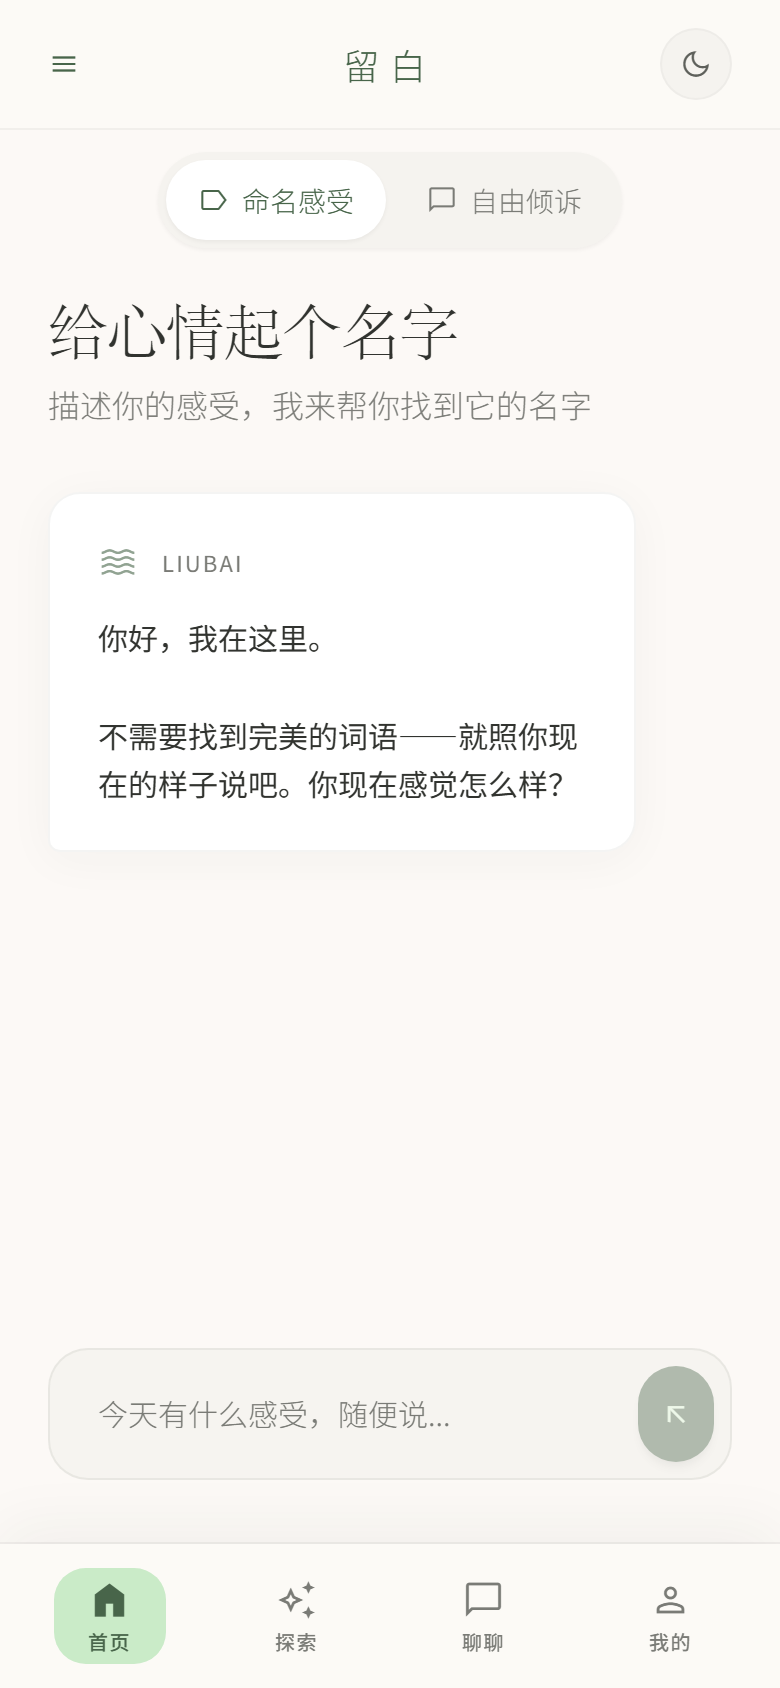 留白
命名感受
自由倾诉
给心情起个名字
描述你的感受，我来帮你找到它的名字
LIUBAI
你好，我在这里。
不需要找到完美的词语——就照你现
在的样子说吧。你现在感觉怎么样？
今天有什么感受，随便说...
首页
探索
聊聊
我的